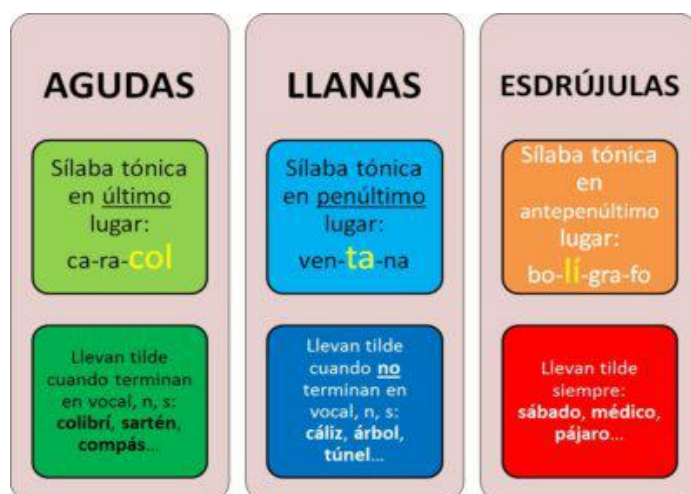 AGUDAS
Sílaba tónica
en último
lugar:
ca-ra-col
Llevan tilde
cuando terminan
en vocal, n, s:
colibrí, sartén,
compás...
LLANAS
Sílaba tónica
en penúltimo
lugar:
ven-ta-na
Llevan tilde
cuando no
terminan en
vocal, n, s:
cáliz, árbol,
túnel...
ESDRÚJULAS
Sílaba tónica
en
antepenúltimo
lugar:
bo-lí-gra-fo
Llevan tilde
siempre:
sábado, médico,
pájaro...